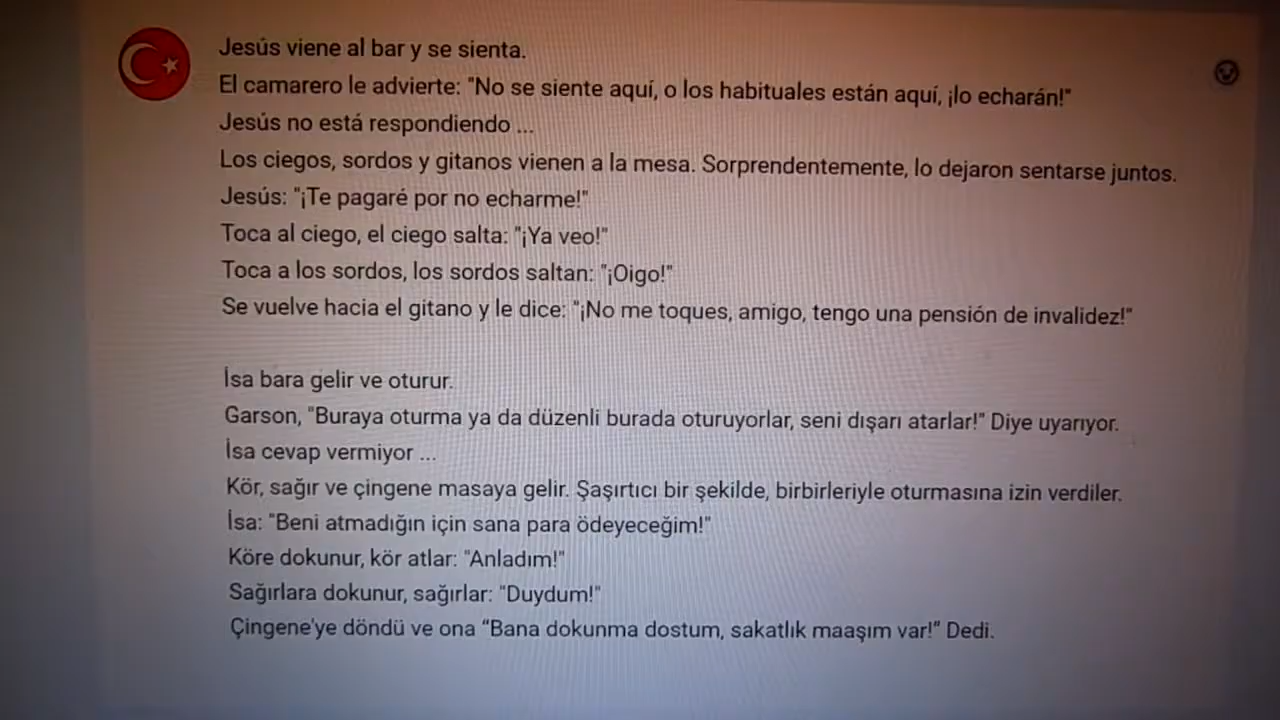 Jesús viene al bar y se sienta.
El camarero le advierte: "No se siente aquí, o los habituales están aquí, ¡lo echarán!"
Jesús no está respondiendo ...
Los ciegos, sordos y gitanos vienen a la mesa. Sorprendentemente, lo dejaron sentarse juntos.
Jesús: "¡Te pagaré por no echarme!"
Toca al ciego, el ciego salta: "¡Ya veo!"
Toca a los sordos, los sordos saltan: "¡Oigo!"
Se vuelve hacia el gitano y le dice: "¡No me toques, amigo, tengo una pensión de invalidez!"
İsa bara gelir ve oturur.
Garson, "Buraya oturma ya da düzenli burada oturuyorlar, seni dışarı atarlar!" Diye uyarıyor.
İsa cevap vermiyor ...
Kör, sağır ve çingene masaya gelir. Şaşırtıcı bir şekilde, birbirleriyle oturmasına izin verdiler.
İsa: "Beni atmadığın için sana para ödeyeceğim!"
Köre dokunur, kör atlar: "Anladım!"
Sağırlara dokunur, sağırlar: "Duydum!"
Çingene'ye döndü ve ona “Bana dokunma dostum, sakatlık maaşım var!” Dedi.